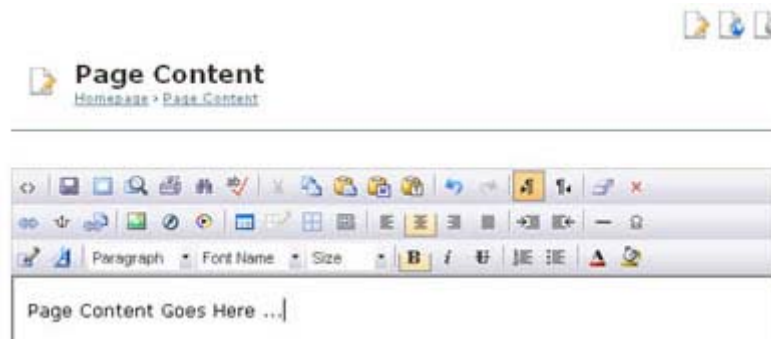 Page Content
Homepage > Page Content
Paragraph Font Name Size B i U A
Page Content Goes Here ...